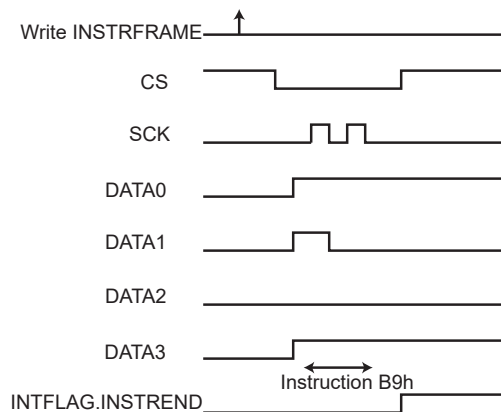 Write INSTRFRAME
CS
SCK
DATA0
DATA1
DATA2
DATA3
Instruction B9h
INTFLAG.INSTREND